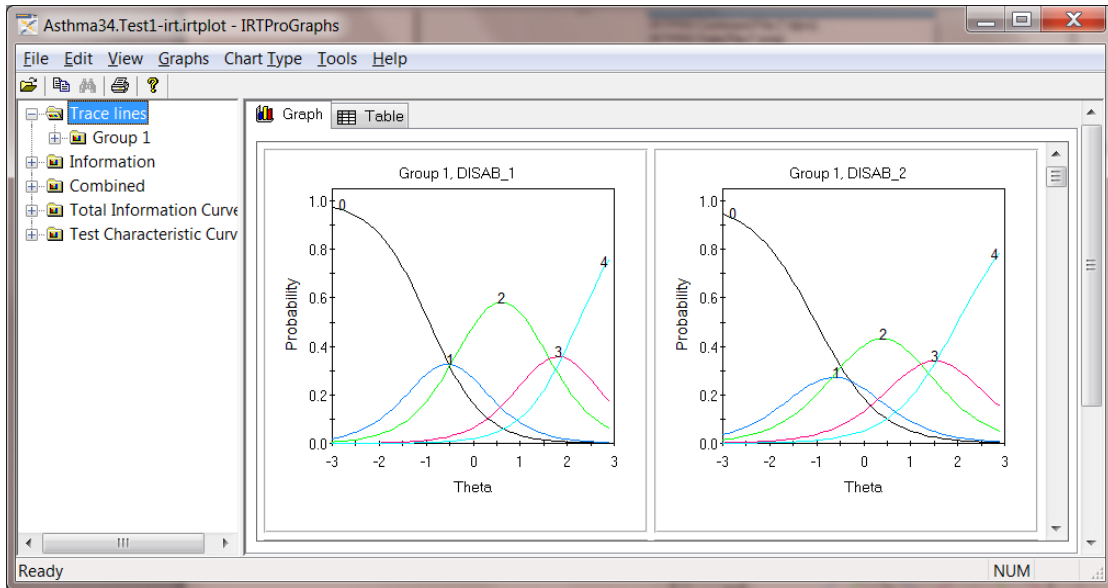 Asthma34.Test1-irt.irtplot - IRTProGraphs
File Edit View Graphs Chart Type Tools Help
Trace lines
Group 1
Information
Combined
Total Information Curve
Test Characteristic Curv
Graph Table
Group 1, DISAB_1
1.0
0.8
0.6
0.4
0.2
0.0
Probability
0
1
2
3
4
-3 -2 -1 0 1 2 3
Theta
Group 1, DISAB_2
1.0
0.8
0.6
0.4
0.2
0.0
Probability
0
1
2
3
4
-3 -2 -1 0 1 2 3
Theta
Ready NUM